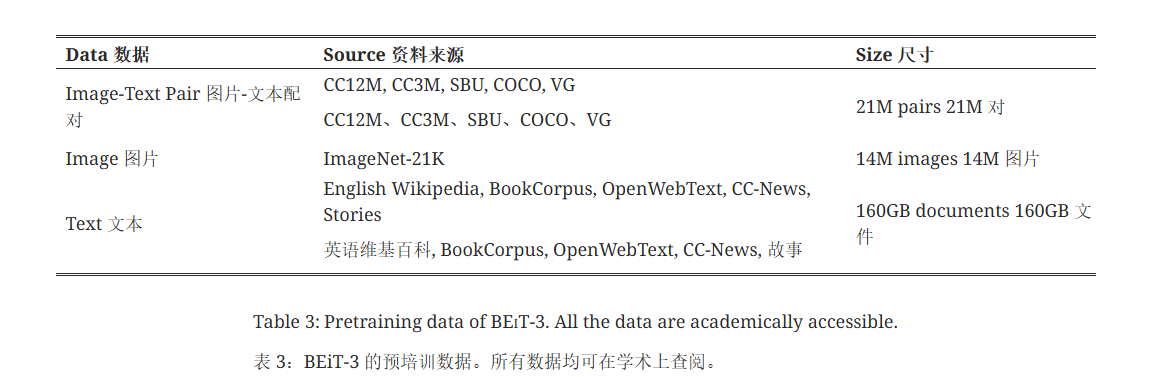 Data 数据 Source 资料来源 Size 尺寸
Image-Text Pair 图片-文本配
对
CC12M, CC3M, SBU, COCO, VG
CC12M、CC3M、SBU、COCO、VG
21M pairs 21M 对
Image 图片 ImageNet-21K 14M images 14M 图片
Text 文本
English Wikipedia, BookCorpus, OpenWebText, CC-News,
Stories
英语维基百科, BookCorpus, OpenWebText, CC-News, 故事
160GB documents 160GB 文
件
Table 3: Pretraining data of BEIT-3. All the data are academically accessible.
表 3：BEiT-3 的预培训数据。所有数据均可在学术上查阅。